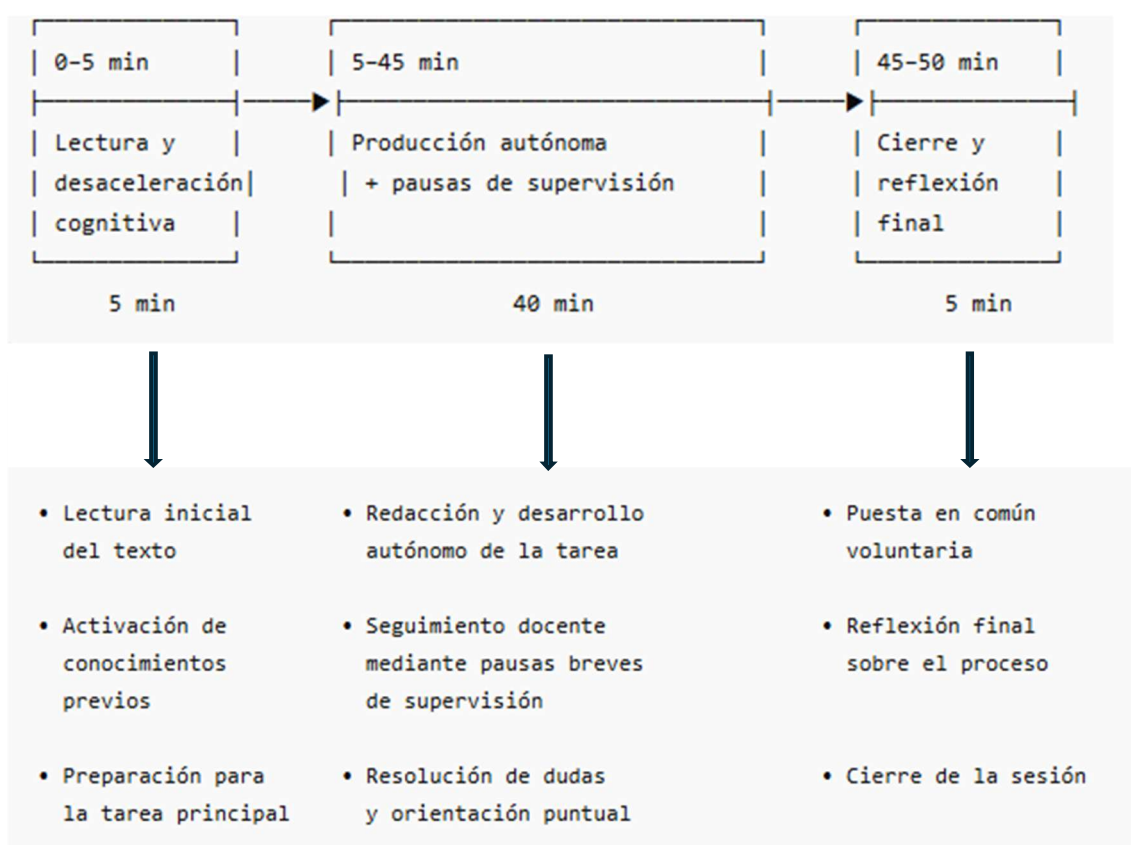 0–5 min
Lectura y
desaceleración
cognitiva
5 min
5–45 min
Producción autónoma
+ pausas de supervisión
40 min
45–50 min
Cierre y
reflexión
final
5 min
• Lectura inicial
del texto
• Activación de
conocimientos
previos
• Preparación para
la tarea principal
• Redacción y desarrollo
autónomo de la tarea
• Seguimiento docente
mediante pausas breves
de supervisión
• Resolución de dudas
y orientación puntual
• Puesta en común
voluntaria
• Reflexión final
sobre el proceso
• Cierre de la sesión